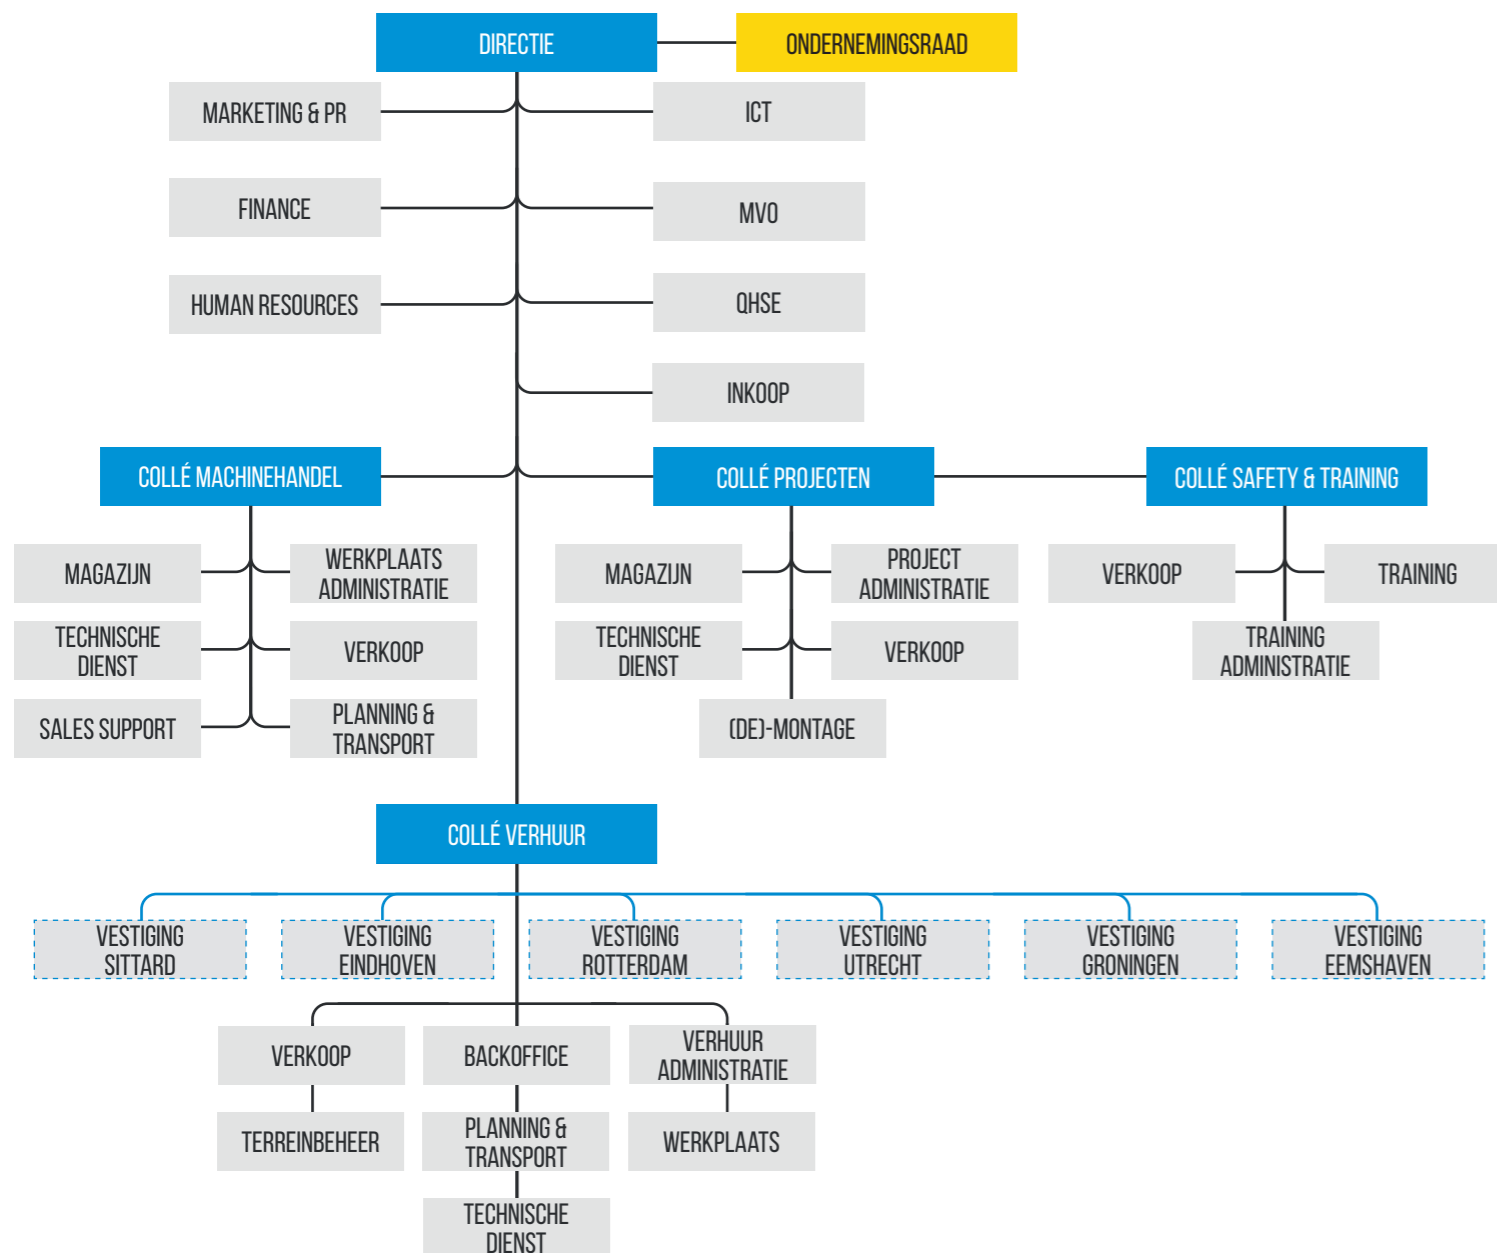 DIRECTIE
ONDERNEMINGSRAAD
MARKETING & PR
ICT
FINANCE
MVO
HUMAN RESOURCES
QHSE
INKOOP
COLLÉ MACHINEHANDEL
COLLÉ PROJECTEN
COLLÉ SAFETY & TRAINING
MAGAZIJN
WERKPLAATS
ADMINISTRATIE
MAGAZIJN
PROJECT
ADMINISTRATIE
VERKOOP
TRAINING
TECHNISCHE
DIENST
VERKOOP
TECHNISCHE
DIENST
VERKOOP
TRAINING
ADMINISTRATIE
SALES SUPPORT
PLANNING &
TRANSPORT
(DE)-MONTAGE
COLLÉ VERHUUR
VESTIGING
SITTARD
VESTIGING
EINDHOVEN
VESTIGING
ROTTERDAM
VESTIGING
UTRECHT
VESTIGING
GRONINGEN
VESTIGING
EEMSHAVEN
VERKOOP
BACKOFFICE
VERHUUR
ADMINISTRATIE
TERREINBEHEER
PLANNING &
TRANSPORT
WERKPLAATS
TECHNISCHE
DIENST